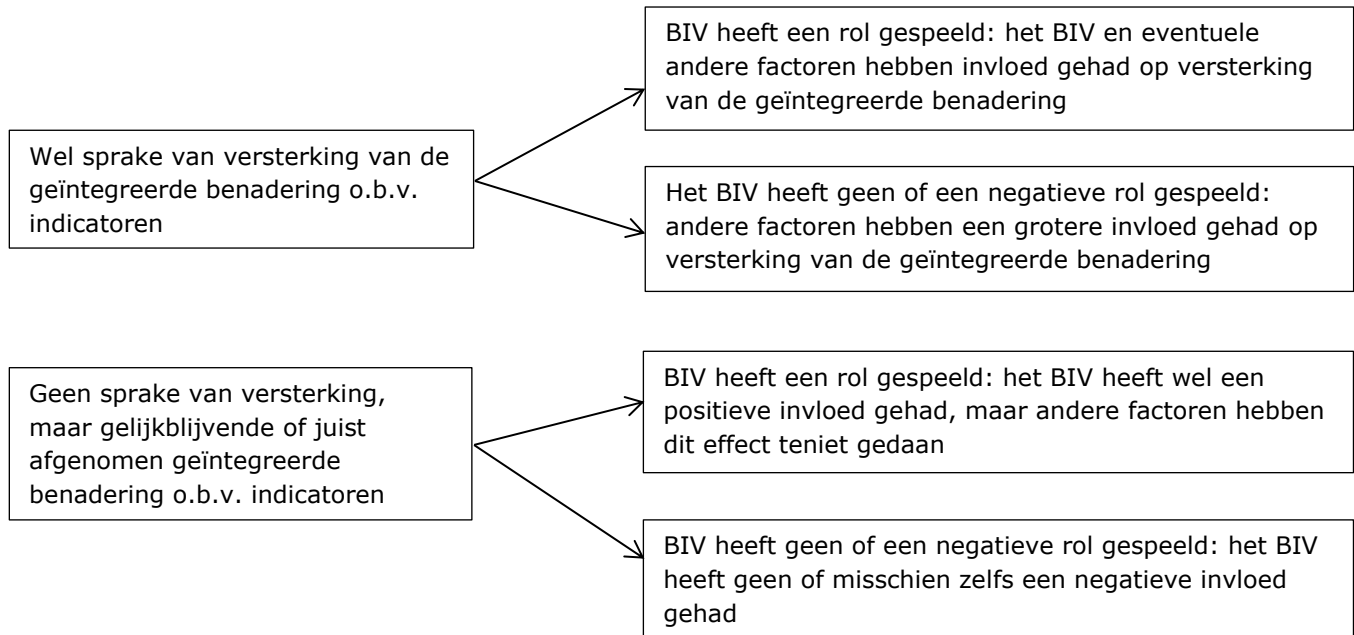 BIV heeft een rol gespeeld: het BIV en eventuele
andere factoren hebben invloed gehad op versterking
van de geïntegreerde benadering
Wel sprake van versterking van de
geïntegreerde benadering o.b.v.
indicatoren
Het BIV heeft geen of een negatieve rol gespeeld:
andere factoren hebben een grotere invloed gehad op
versterking van de geïntegreerde benadering
Geen sprake van versterking,
maar gelijkblijvende of juist
afgenomen geïntegreerde
benadering o.b.v. indicatoren
BIV heeft een rol gespeeld: het BIV heeft wel een
positieve invloed gehad, maar andere factoren hebben
dit effect teniet gedaan
BIV heeft geen of een negatieve rol gespeeld: het BIV
heeft geen of misschien zelfs een negatieve invloed
gehad